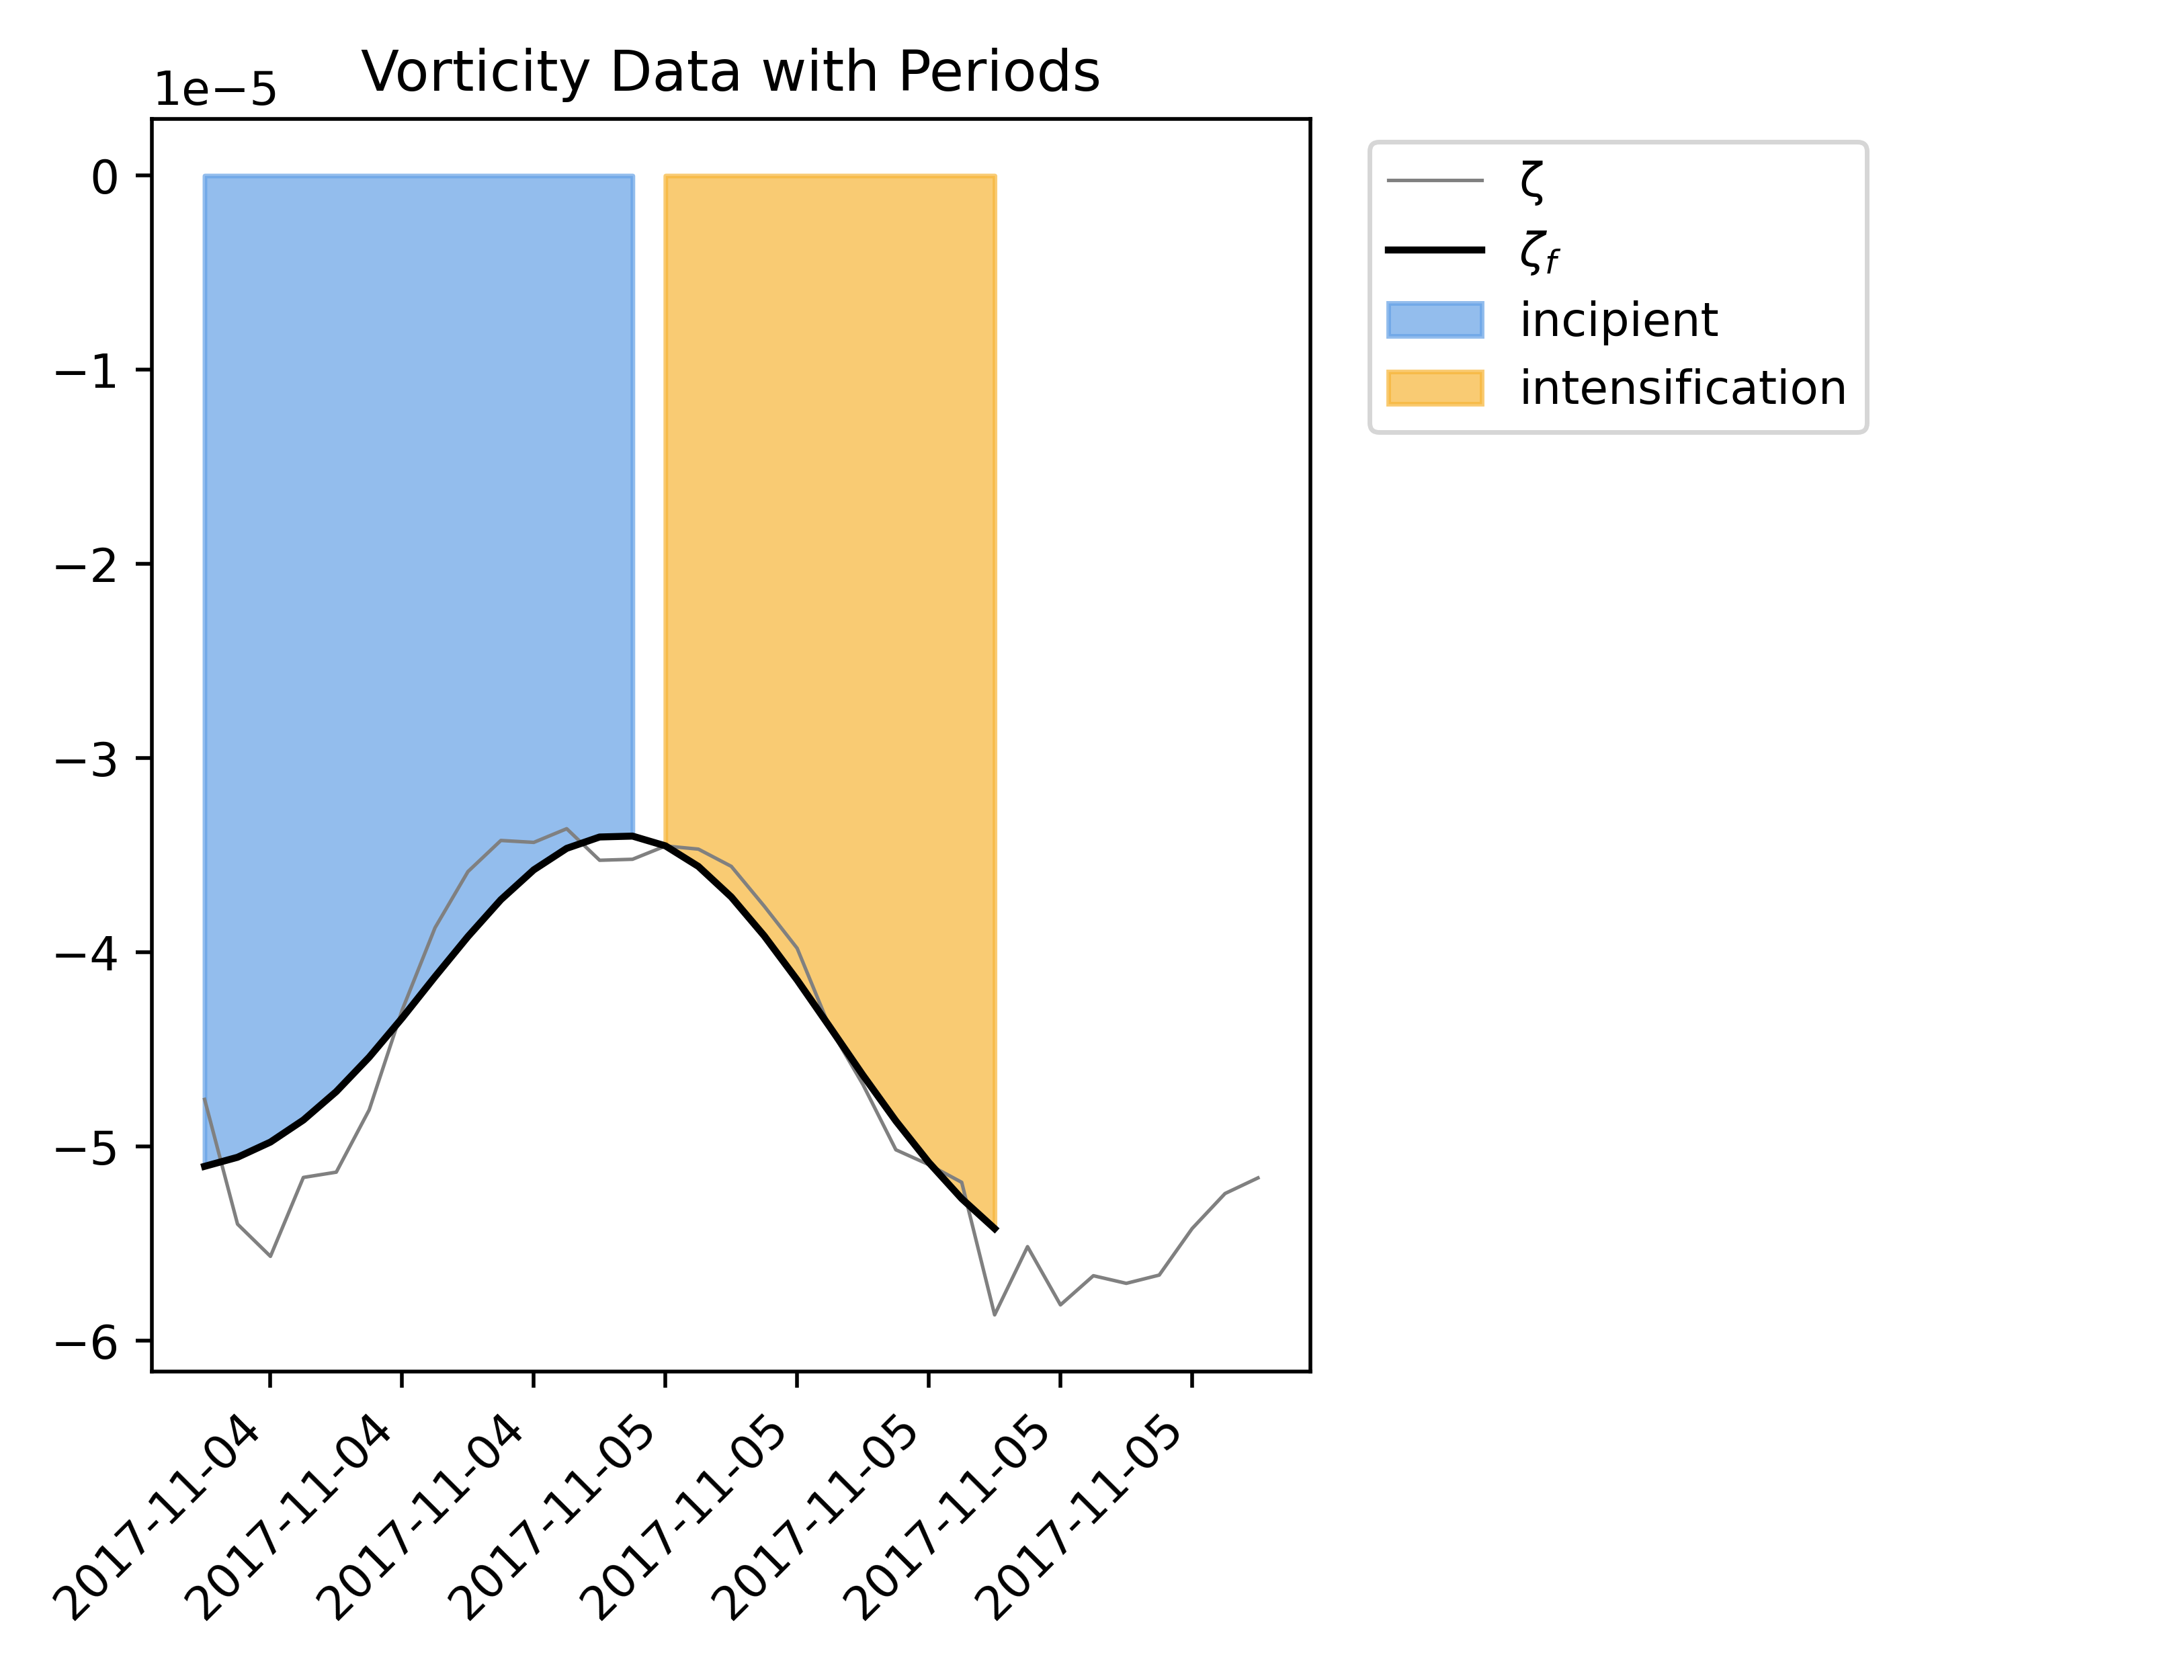 Vorticity Data with Periods
1e−5
0
−1
−2
−3
−4
−5
−6
2017-11-04
2017-11-04
2017-11-04
2017-11-05
2017-11-05
2017-11-05
2017-11-05
2017-11-05
ζ
ζf
incipient
intensification